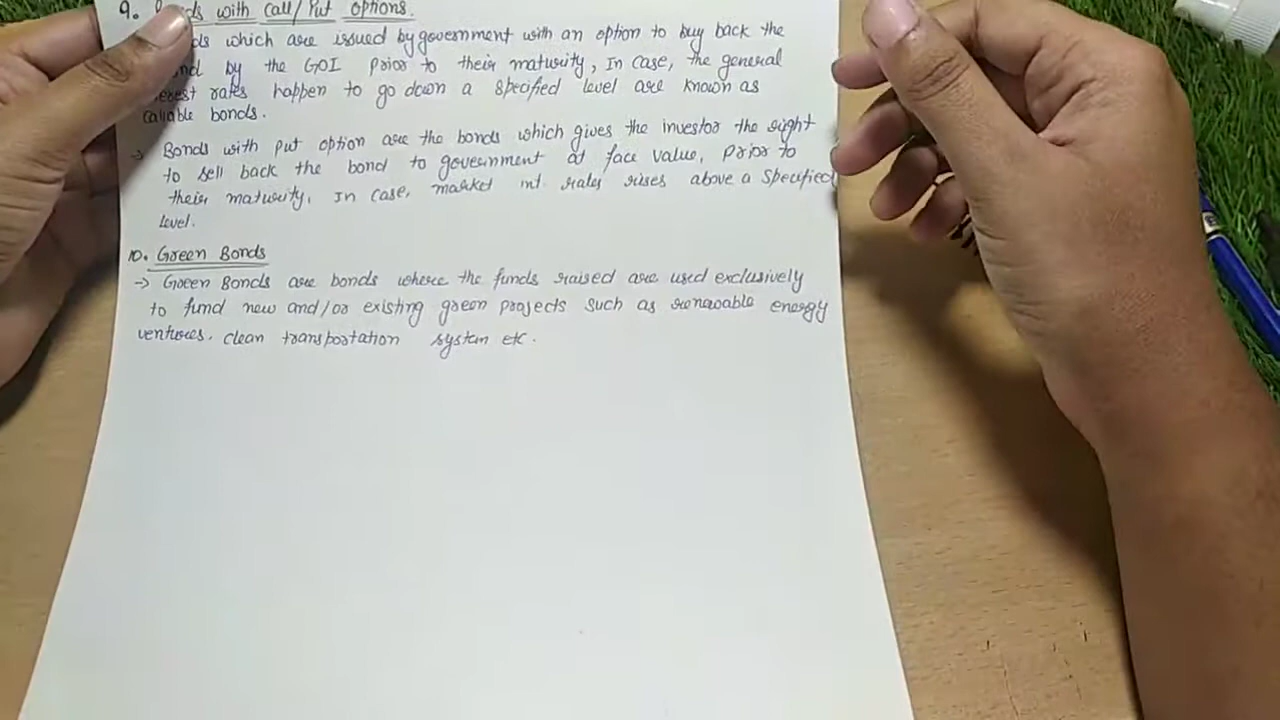 9. with Call/Put Options.
which are issued by government with an option to buy back the
by the GOI prior to their maturity, In case, the general
rates happen to go down a specified level are known as
callable bonds.
→ Bonds with put option are the bonds which gives the investor the right
to sell back the bond to government at face value, prior to
their maturity, In case, market int rates rises above a specified
level.
10. Green Bonds
→ Green Bonds are bonds where the funds raised are used exclusively
to fund new and/or existing green projects such as renewable energy
ventures, clean transportation system etc.